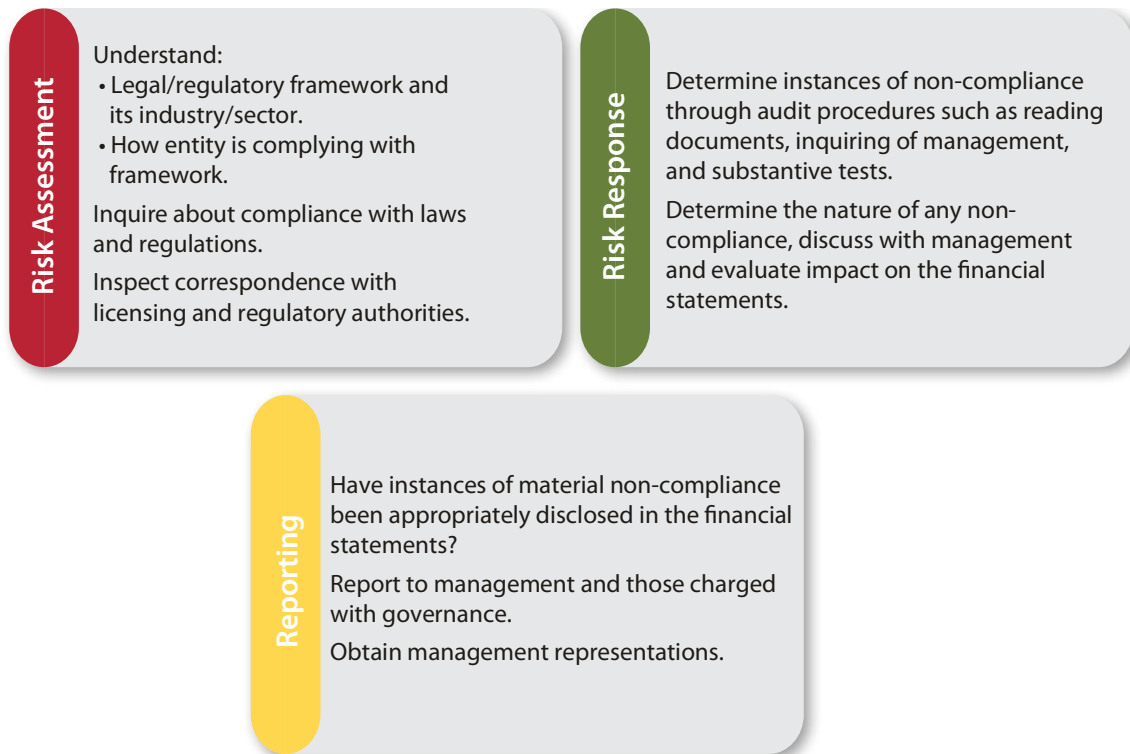 Risk Assessment
Understand:
• Legal/regulatory framework and
its industry/sector.
• How entity is complying with
framework.
Inquire about compliance with laws
and regulations.
Inspect correspondence with
licensing and regulatory authorities.
Risk Response
Determine instances of non-compliance
through audit procedures such as reading
documents, inquiring of management,
and substantive tests.
Determine the nature of any non-
compliance, discuss with management
and evaluate impact on the financial
statements.
Reporting
Have instances of material non-compliance
been appropriately disclosed in the financial
statements?
Report to management and those charged
with governance.
Obtain management representations.